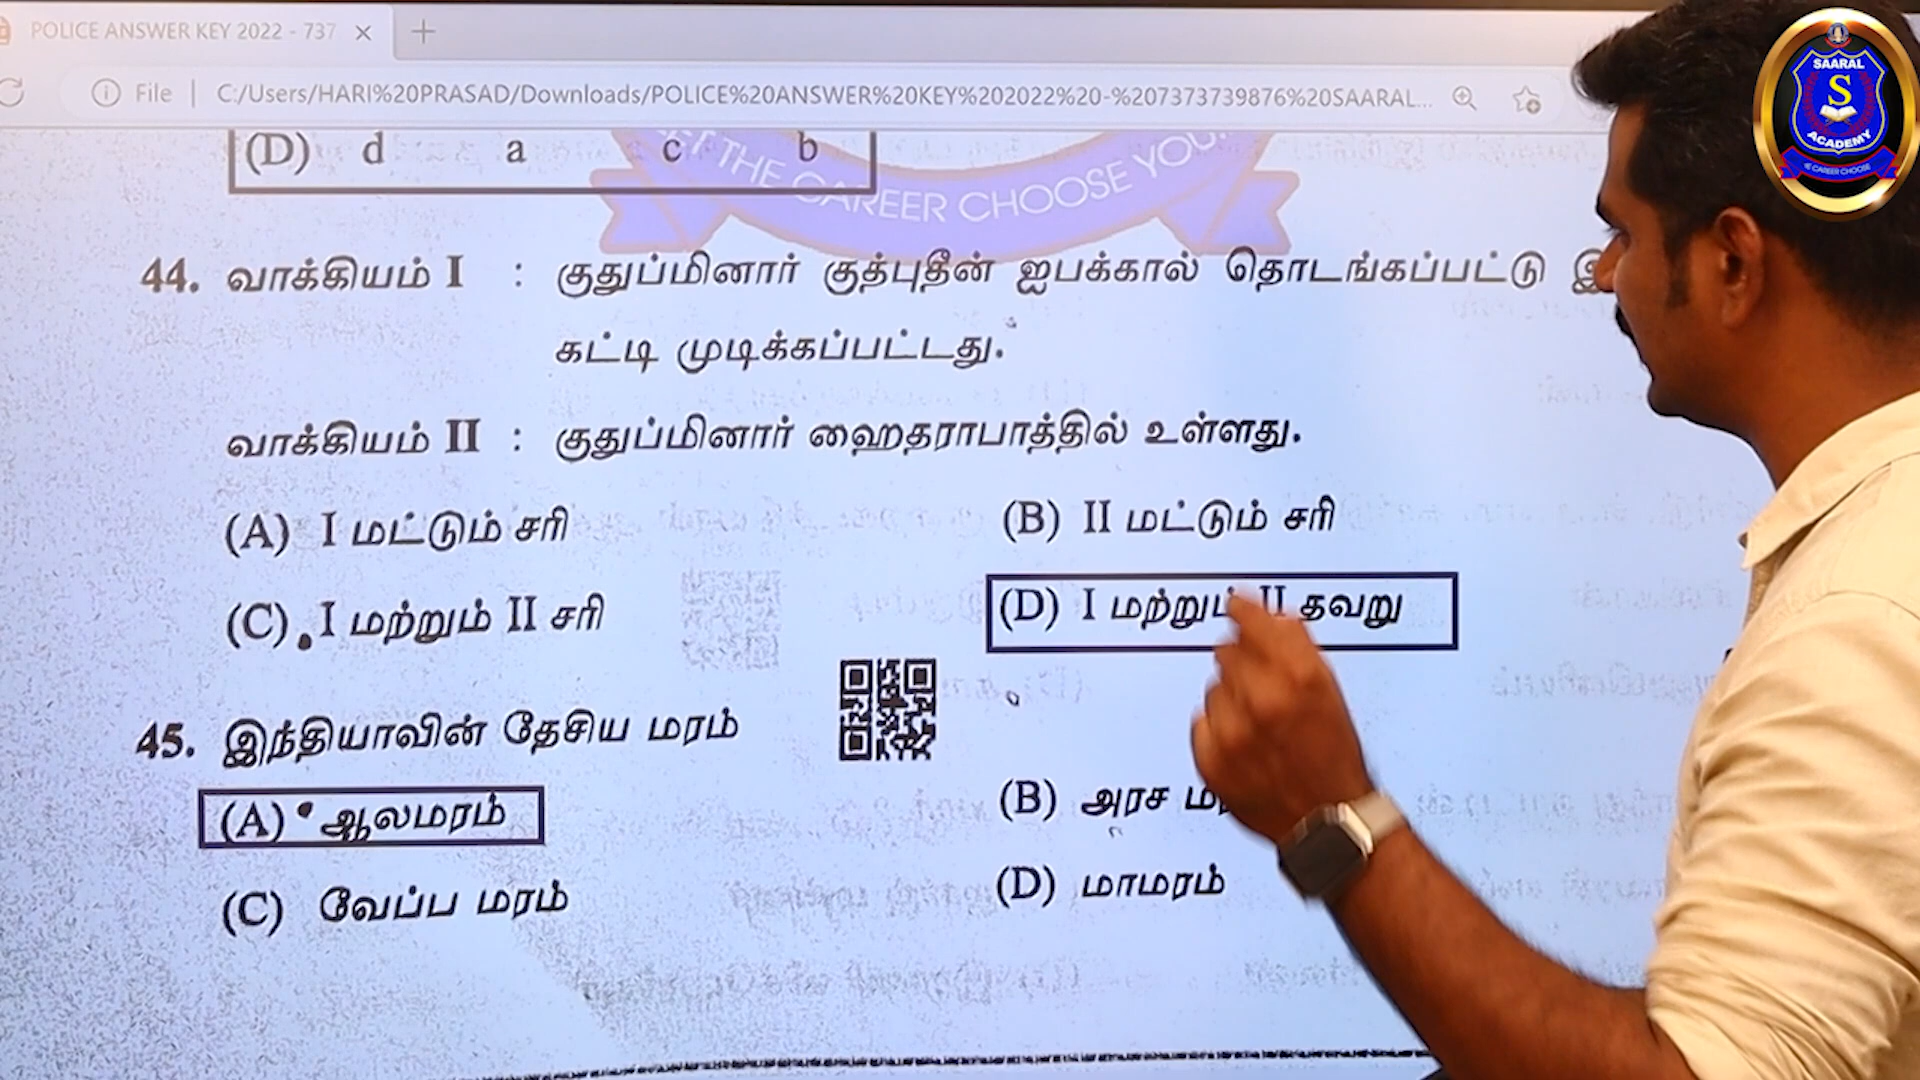 POLICE ANSWER KEY 2022 - 737
File | C:/Users/HARI%20PRASAD/Downloads/POLICE%20ANSWER%20KEY%202022%20-%207373739876%20SAARAL...
SAARAL
S
ACADEMY
THE CAREER CHOOSE YOU
(D) d a c b
44. வாக்கியம் I : குதுப்மினார் குத்புதீன் ஐபக்கால் தொடங்கப்பட்டு
கட்டி முடிக்கப்பட்டது.
வாக்கியம் II : குதுப்மினார் ஹைதராபாத்தில் உள்ளது.
(A) I மட்டும் சரி (B) II மட்டும் சரி
(C) I மற்றும் II சரி (D) I மற்றும் II தவறு
45. இந்தியாவின் தேசிய மரம்
(A) ஆலமரம் (B) அரச
(C) வேப்ப மரம் (D) மாமரம்